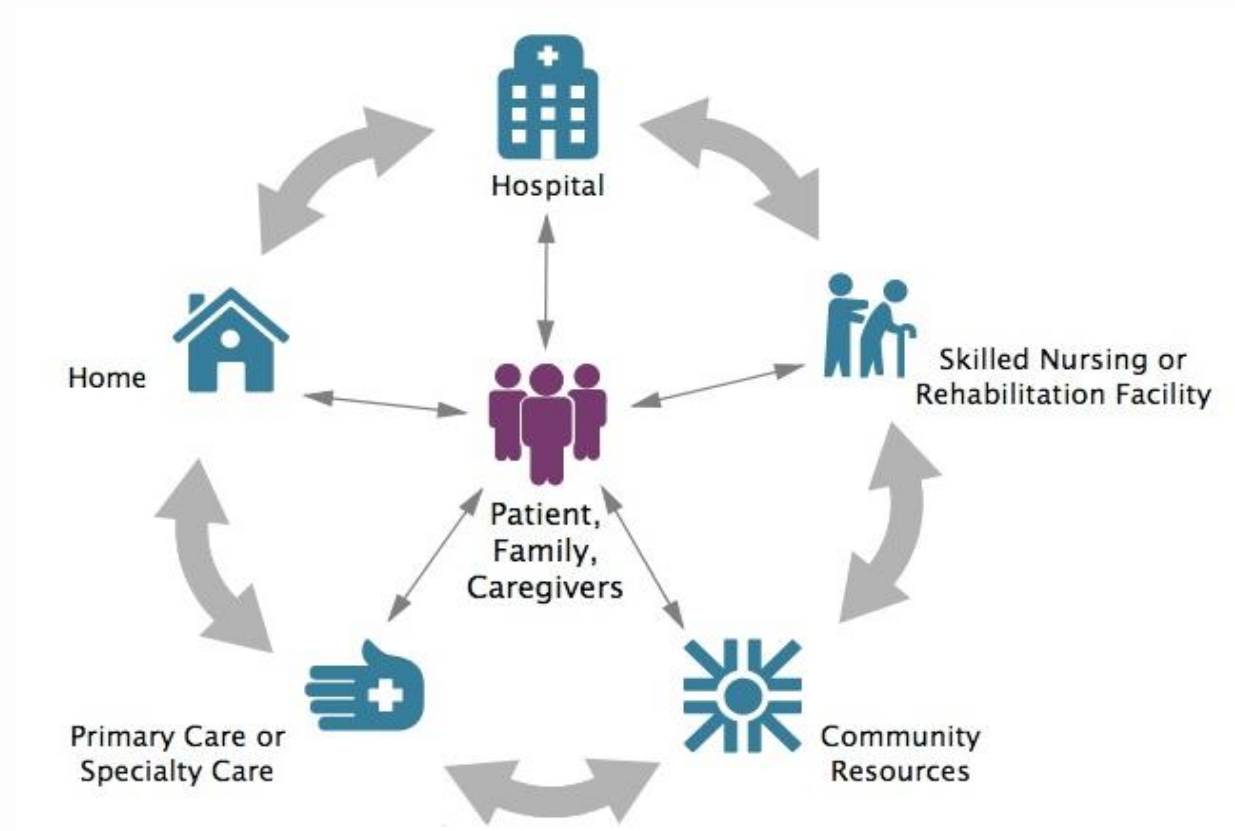 Hospital
Home
Skilled Nursing or
Rehabilitation Facility
Patient,
Family,
Caregivers
Primary Care or
Specialty Care
Community
Resources